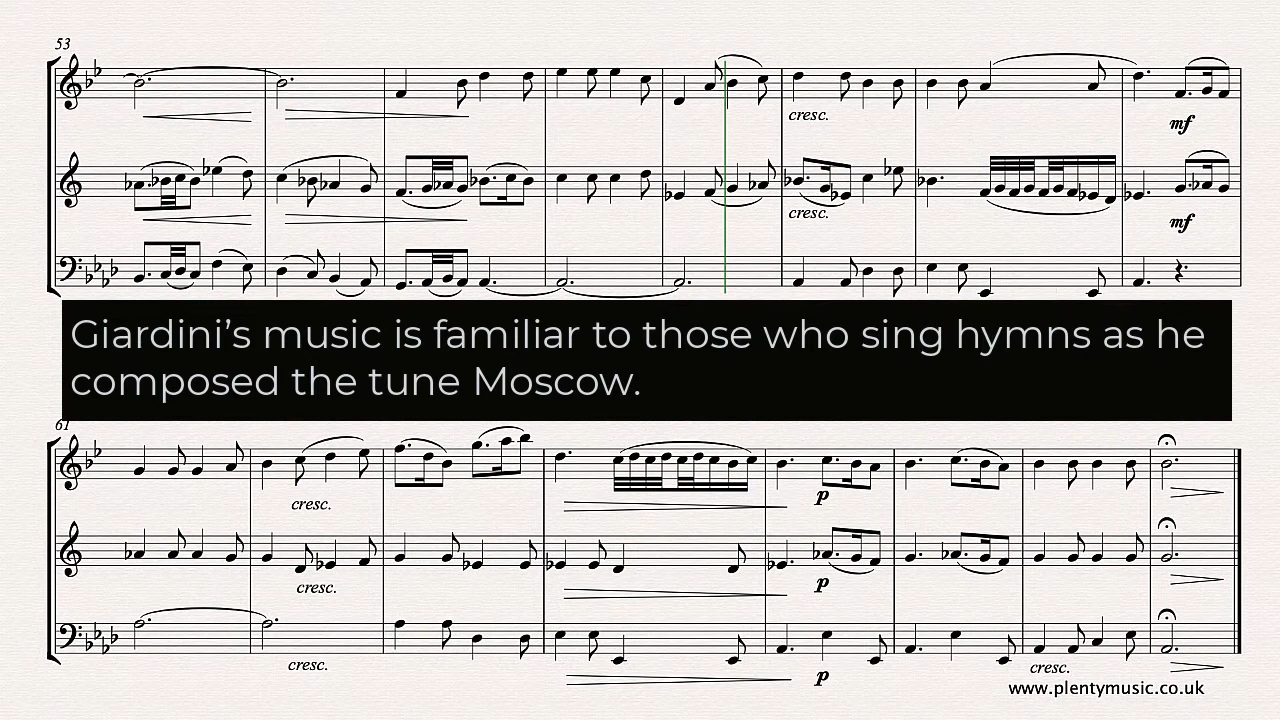 53
cresc.
cresc.
mf
mf
Giardini’s music is familiar to those who sing hymns as he
composed the tune Moscow.
61
cresc.
cresc.
cresc.
p
p
p
cresc.
www.plentymusic.co.uk